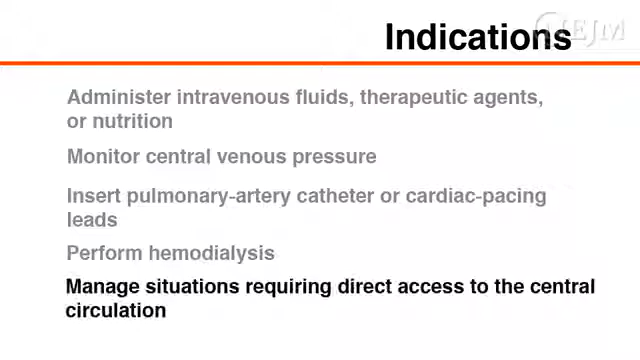 Indications
NEJM
Administer intravenous fluids, therapeutic agents,
or nutrition
Monitor central venous pressure
Insert pulmonary-artery catheter or cardiac-pacing
leads
Perform hemodialysis
Manage situations requiring direct access to the central
circulation